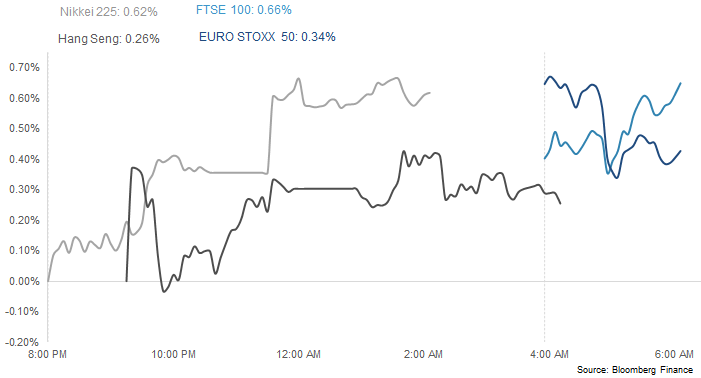 Nikkei 225: 0.62%
FTSE 100: 0.66%
Hang Seng: 0.26%
EURO STOXX 50: 0.34%
0.70%
0.60%
0.50%
0.40%
0.30%
0.20%
0.10%
0.00%
-0.10%
-0.20%
8:00 PM
10:00 PM
12:00 AM
2:00 AM
4:00 AM
6:00 AM
Source: Bloomberg Finance